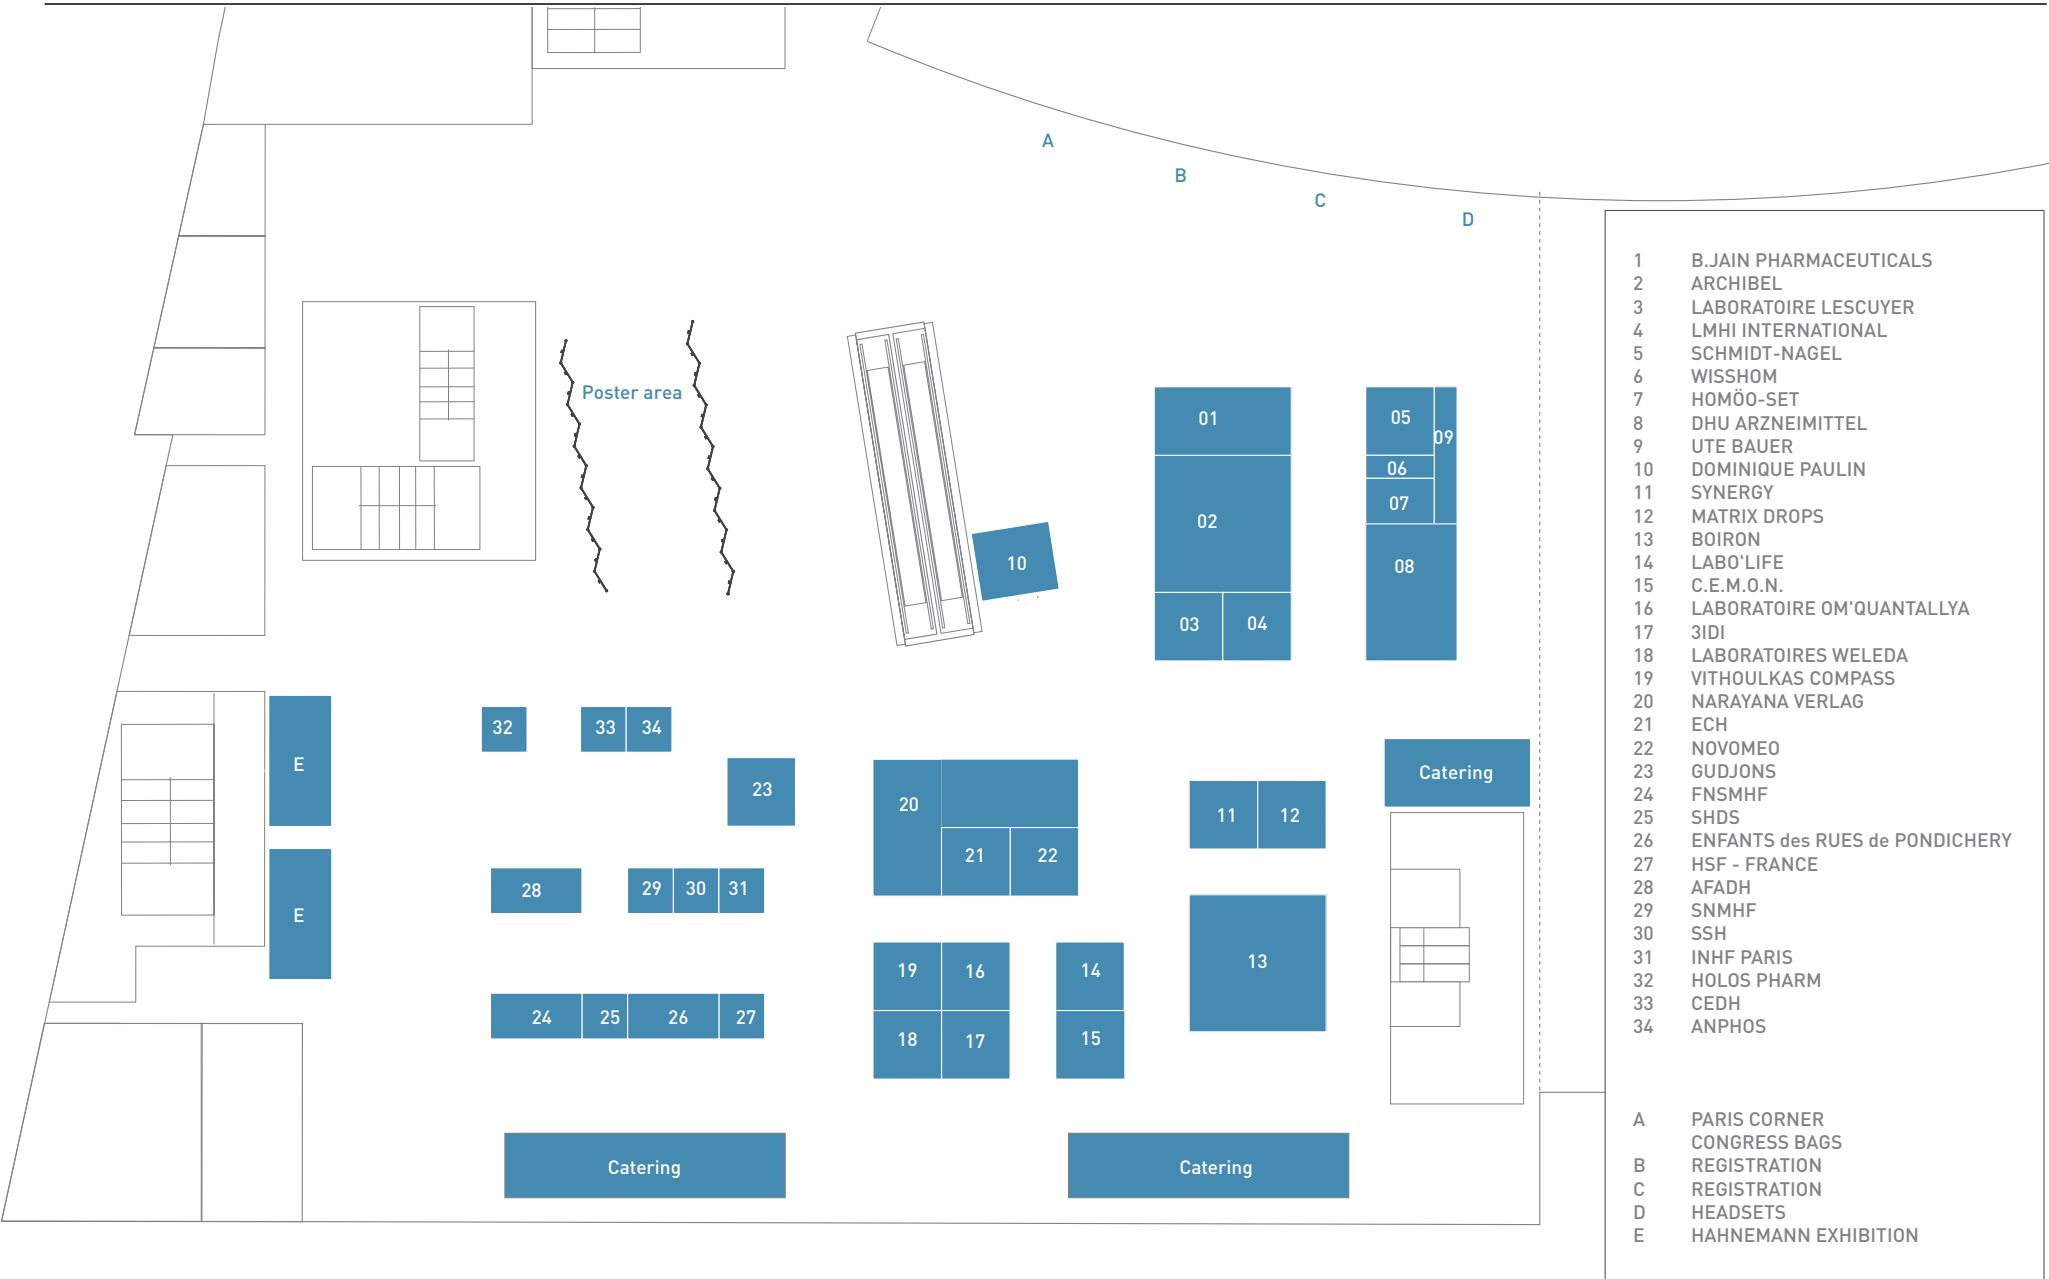 A
B
C
D
Poster area
01
02
03
04
05
06
07
08
09
10
32
33
34
23
E
E
20
21
22
11
12
Catering
28
29
30
31
19
16
18
17
14
15
13
24
25
26
27
Catering
Catering
1 B.JAIN PHARMACEUTICALS
2 ARCHIBEL
3 LABORATOIRE LESCUYER
4 LMHI INTERNATIONAL
5 SCHMIDT-NAGEL
6 WISSHOM
7 HOMÖO-SET
8 DHU ARZNEIMITTEL
9 UTE BAUER
10 DOMINIQUE PAULIN
11 SYNERGY
12 MATRIX DROPS
13 BOIRON
14 LABO'LIFE
15 C.E.M.O.N.
16 LABORATOIRE OM'QUANTALLYA
17 3IDI
18 LABORATOIRES WELEDA
19 VITHOULKAS COMPASS
20 NARAYANA VERLAG
21 ECH
22 NOVOMEO
23 GUDJONS
24 FNSMHF
25 SHDS
26 ENFANTS des RUES de PONDICHERY
27 HSF - FRANCE
28 AFADH
29 SNMHF
30 SSH
31 INHF PARIS
32 HOLOS PHARM
33 CEDH
34 ANPHOS
A PARIS CORNER
CONGRESS BAGS
B REGISTRATION
C REGISTRATION
D HEADSETS
E HAHNEMANN EXHIBITION